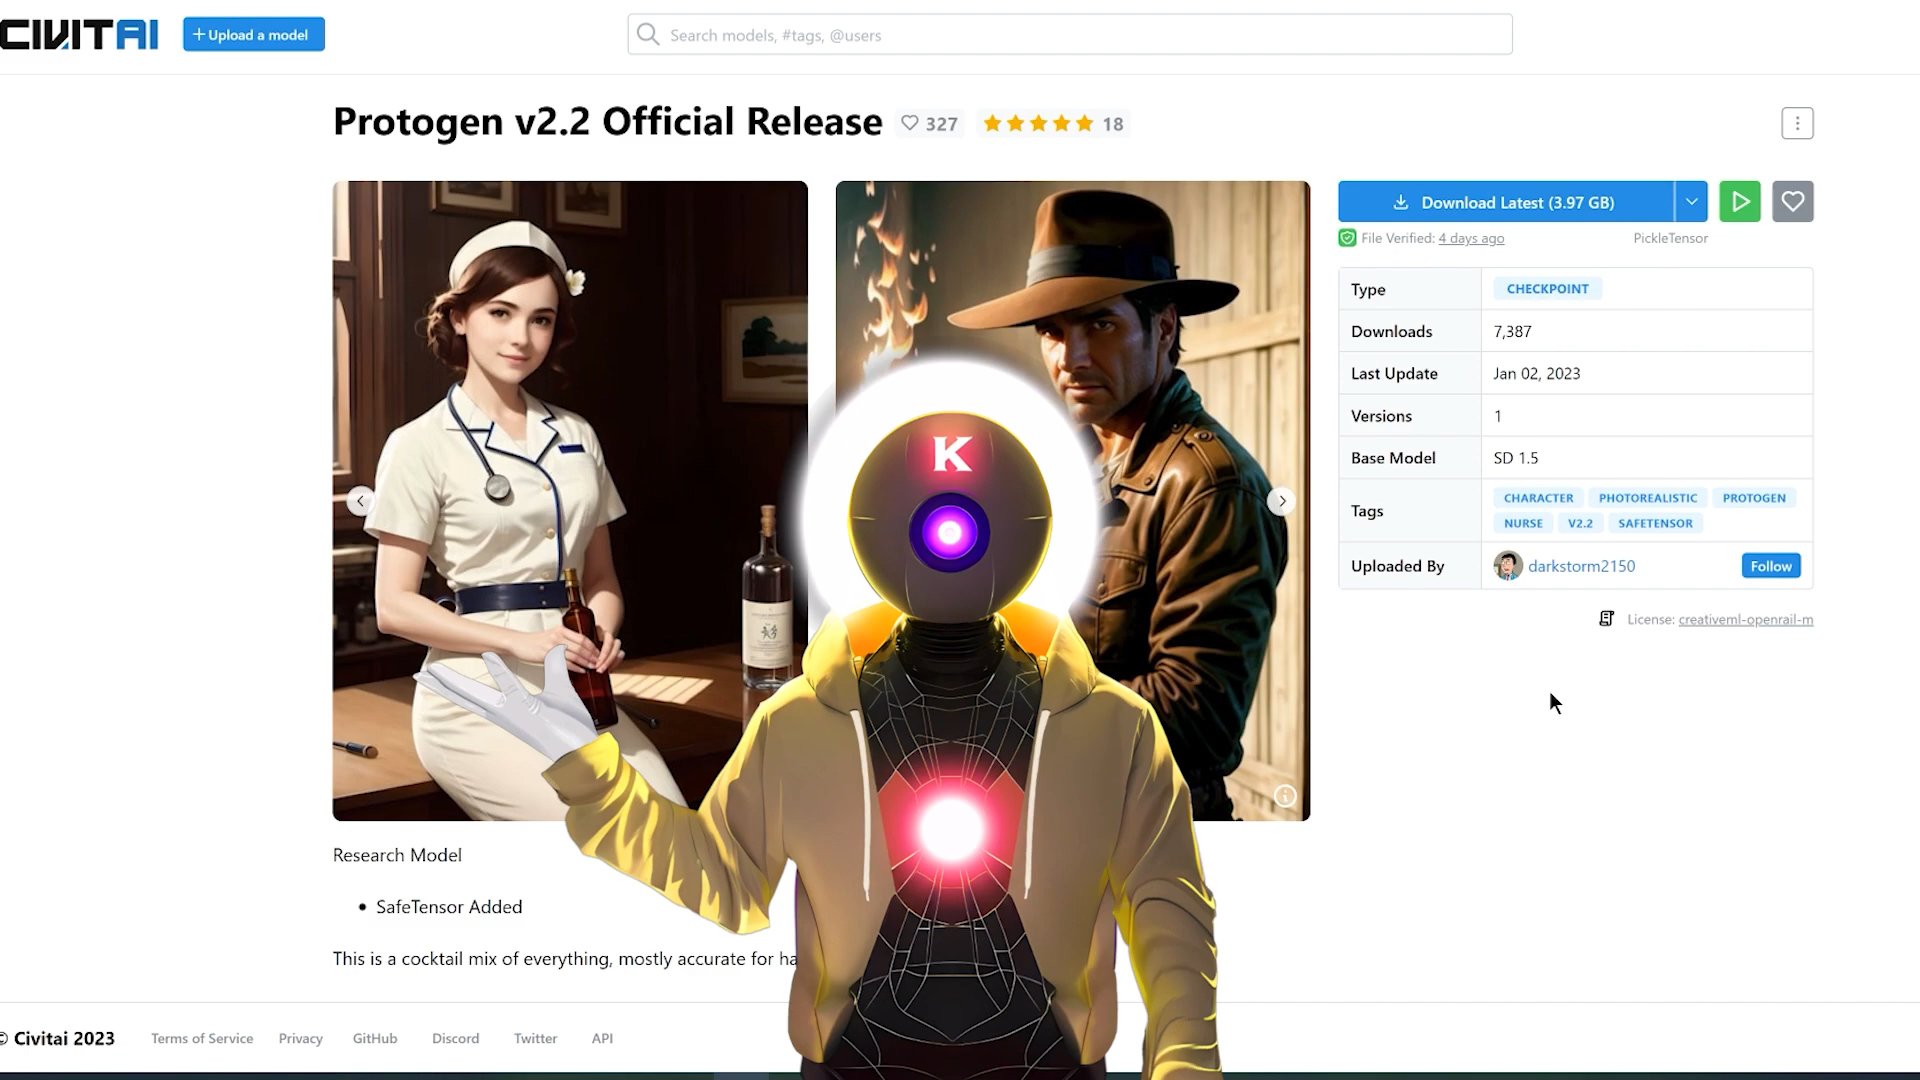 CIVITAI
+ Upload a model
Search models, #tags, @users
Protogen v2.2 Official Release
327
18
Download Latest (3.97 GB)
File Verified: 4 days ago
PickleTensor
Type
CHECKPOINT
Downloads
7,387
Last Update
Jan 02, 2023
Versions
1
Base Model
SD 1.5
Tags
CHARACTER PHOTOREALISTIC PROTOGEN
NURSE V2.2 SAFETENSOR
Uploaded By
darkstorm2150
Follow
License: creativeml-openrail-m
K
Research Model
• SafeTensor Added
This is a cocktail mix of everything, mostly accurate for ha
© Civitai 2023
Terms of Service
Privacy
GitHub
Discord
Twitter
API